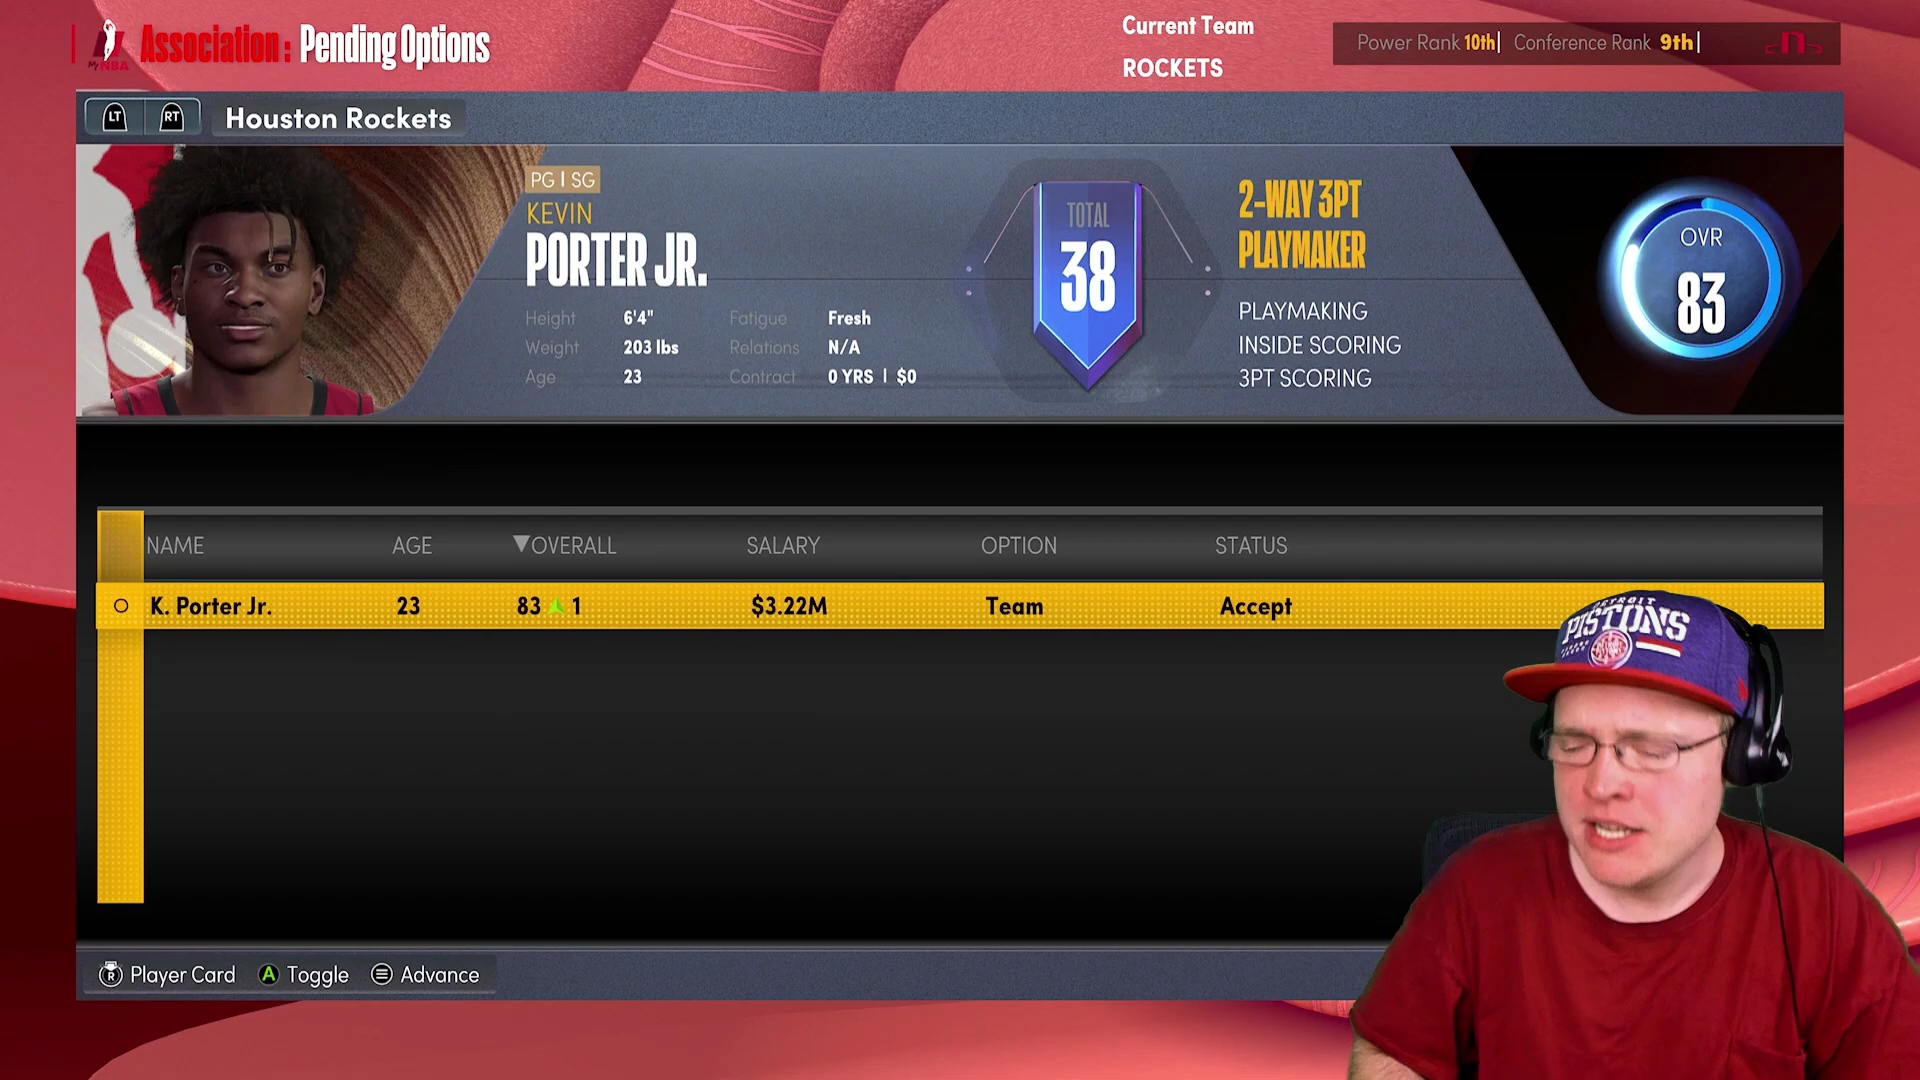 MyNBA
Association: Pending Options
Current Team
ROCKETS
Power Rank 10th| Conference Rank 9th|
LT RT Houston Rockets
PG | SG
KEVIN
PORTER JR.
Height 6'4" Fatigue Fresh
Weight 203 lbs Relations N/A
Age 23 Contract 0 YRS | $0
TOTAL
38
2-WAY 3PT
PLAYMAKER
PLAYMAKING
INSIDE SCORING
3PT SCORING
OVR
83
NAME AGE ▼OVERALL SALARY OPTION STATUS
K. Porter Jr. 23 83 ▲ 1 $3.22M Team Accept
DETROIT
PISTONS
R Player Card A Toggle Advance